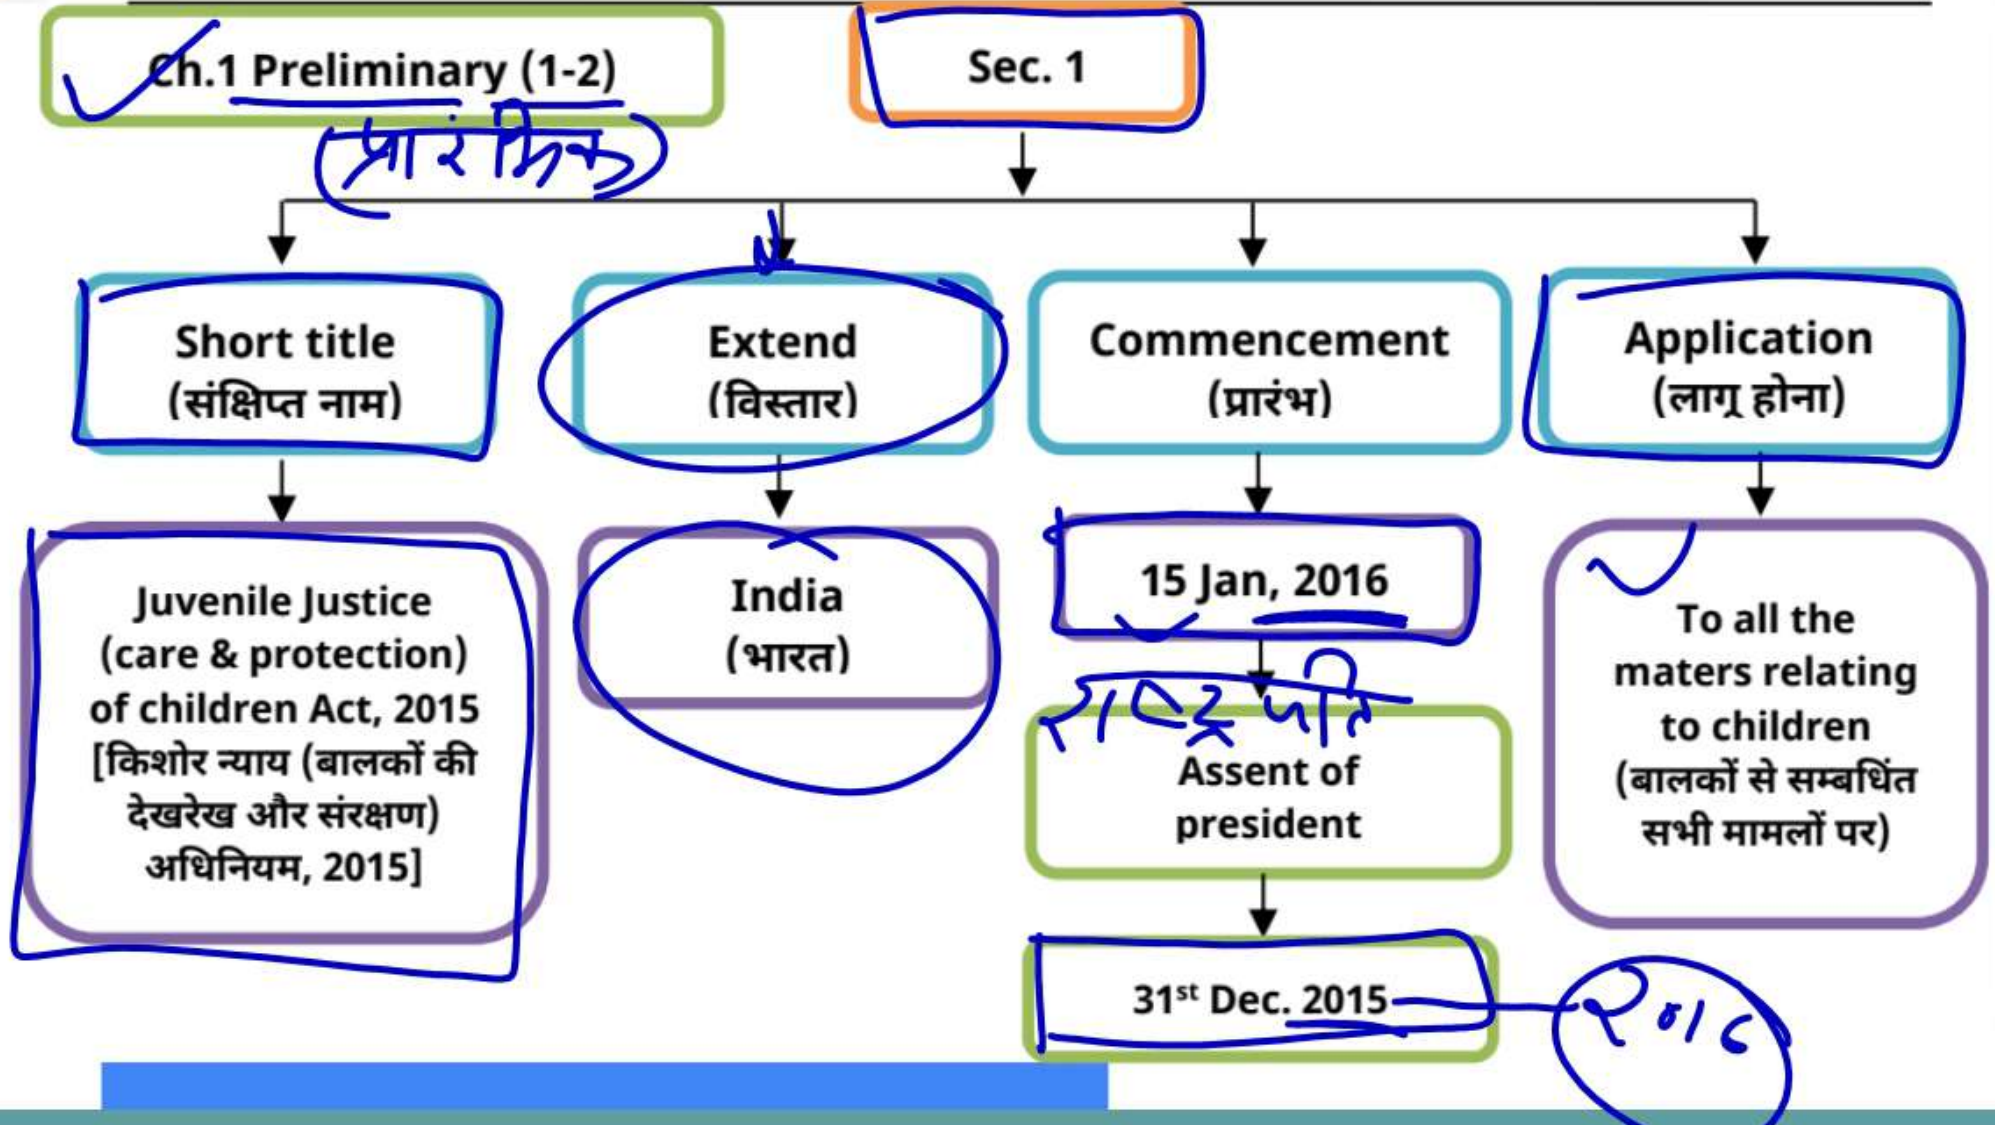 Ch.1 Preliminary (1-2)
(प्रारंभिक)
Sec. 1
Short title
(संक्षिप्त नाम)
Extend
(विस्तार)
Commencement
(प्रारंभ)
Application
(लागू होना)
Juvenile Justice
(care & protection)
of children Act, 2015
[किशोर न्याय (बालकों की
देखरेख और संरक्षण)
अधिनियम, 2015]
India
(भारत)
15 Jan, 2016
राष्ट्रपति
Assent of
president
31st Dec. 2015
2016
To all the
maters relating
to children
(बालकों से सम्बधिंत
सभी मामलों पर)